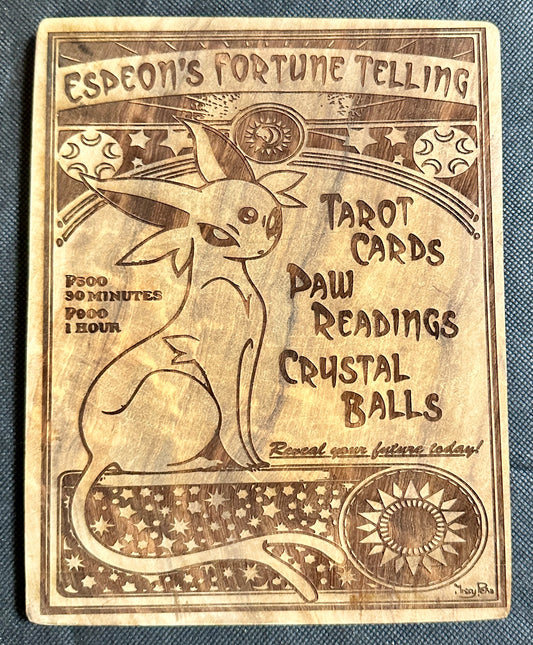 ESPEON'S FORTUNE TELLING
TAROT
CARDS
PAW
READINGS
CRYSTAL
BALLS
₱500
30 MINUTES
₱900
1 HOUR
Reveal your future today!